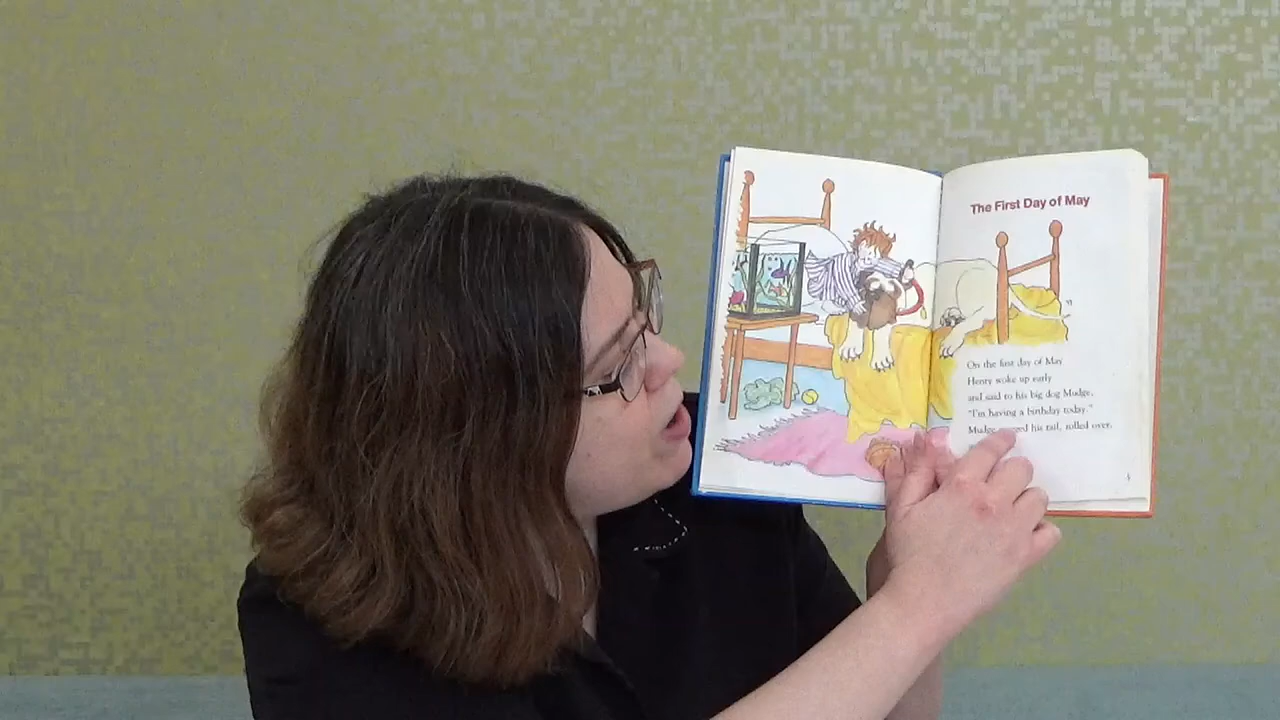 The First Day of May
On the first day of May
Henry woke up early
and said to his big dog Mudge,
"I'm having a birthday today."
Mudge his tail, rolled over,